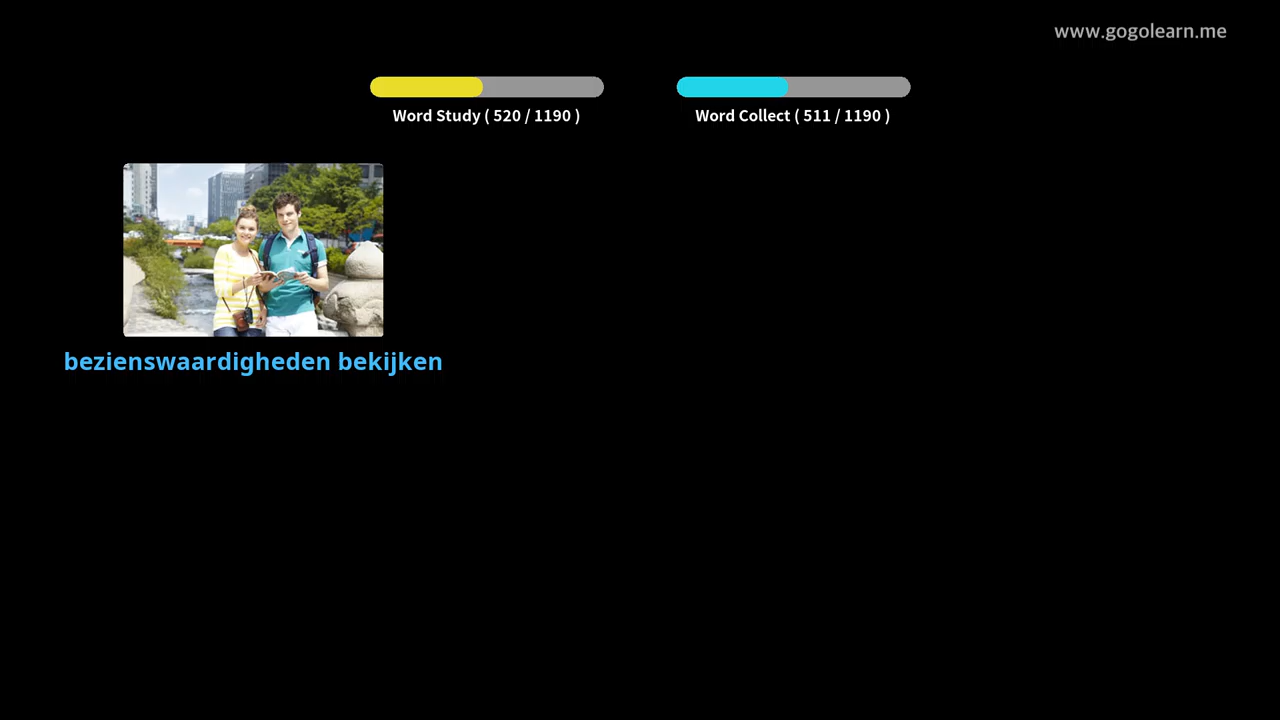 www.gogolearn.me
Word Study ( 520 / 1190 )
Word Collect ( 511 / 1190 )
bezienswaardigheden bekijken